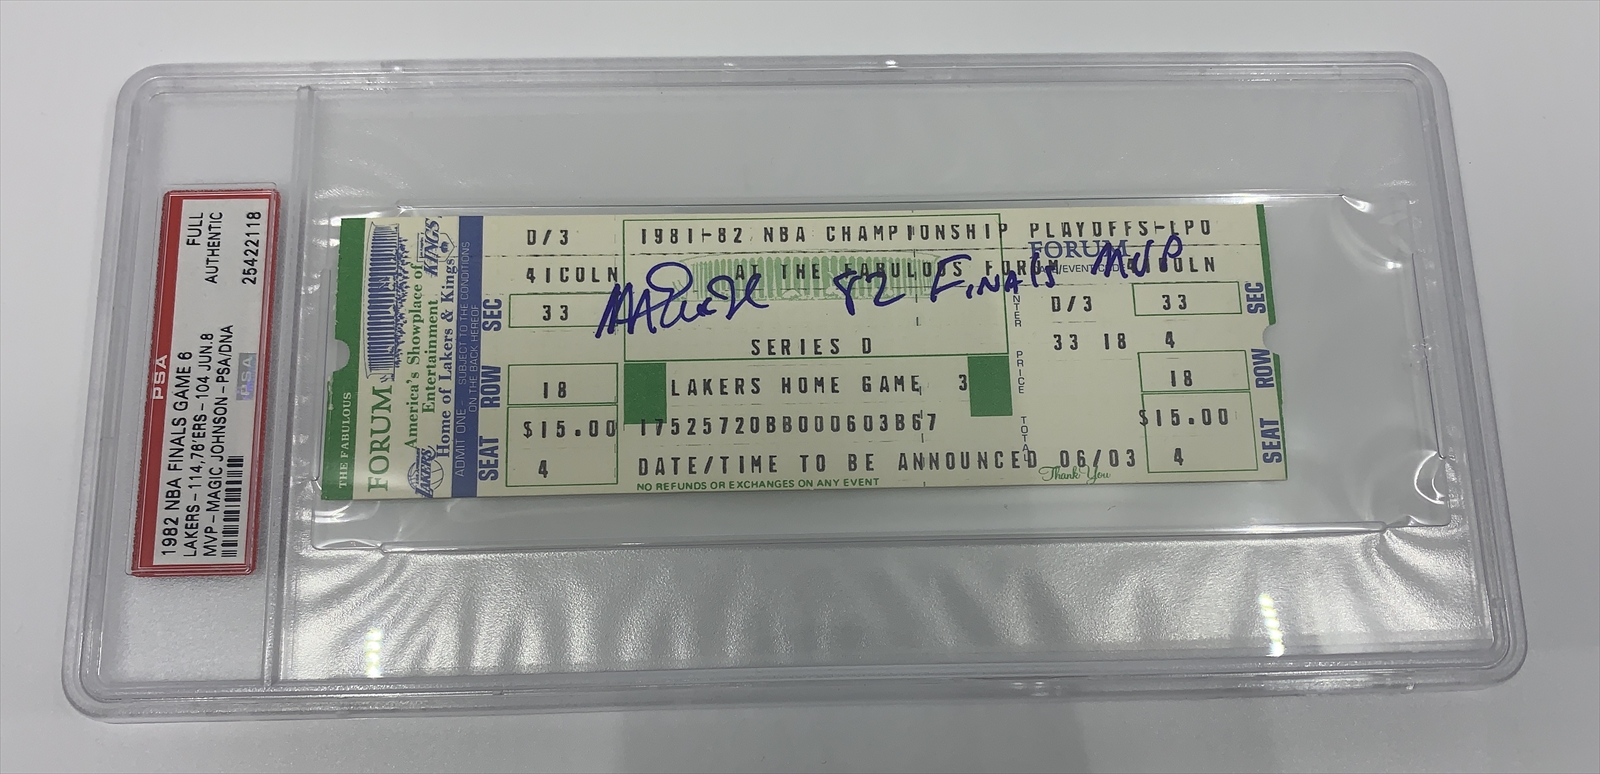 1982 NBA FINALS GAME 6
FULL
LAKERS-114,76'ERS-104 JUN.8
AUTHENTIC
MVP-MAGIC JOHNSON-PSA/DNA
25422118
PSA
PSA
THE FABULOUS
FORUM
America's Showplace of
Entertainment
Home of Lakers & Kings
KINGS
LAKERS
ADMIT ONE - SUBJECT TO THE CONDITIONS
ON THE BACK HEREOF
SEC
ROW
SEAT
D/3
41COLN
33
18
$15.00
4
1981-82 NBA CHAMPIONSHIP PLAYOFFS-LPO
AT THE FABULOUS FORUM
82 FINALS MVP
SERIES D
LAKERS HOME GAME 3
17525720BB000603B67
DATE/TIME TO BE ANNOUNCED 06/03
NO REFUNDS OR EXCHANGES ON ANY EVENT
Thank You
FORUM
PRICE
TOTAL
D/3
33
33 18 4
18
$15.00
4
SEC
ROW
SEAT